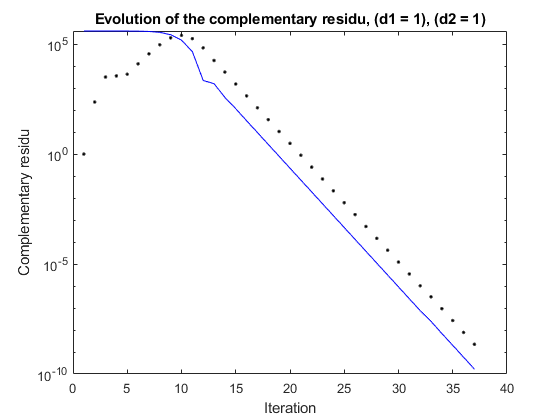 Evolution of the complementary residu, (d1 = 1), (d2 = 1)
Complementary residu
10^5
10^0
10^-5
10^-10
0 5 10 15 20 25 30 35 40
Iteration